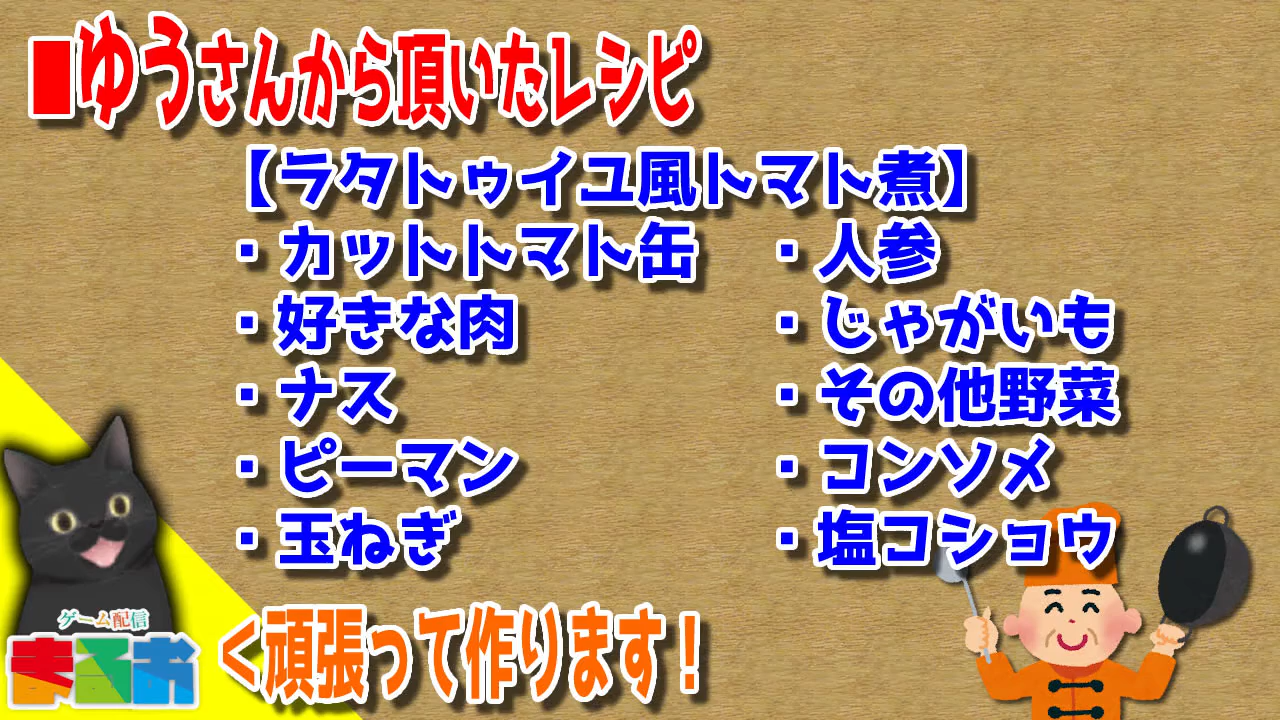 ■ゆうさんから頂いたレシピ
【ラタトゥイユ風トマト煮】
・カットトマト缶
・人参
・好きな肉
・じゃがいも
・ナス
・その他野菜
・ピーマン
・コンソメ
・玉ねぎ
・塩コショウ
ゲーム配信
まるお
<頑張って作ります！